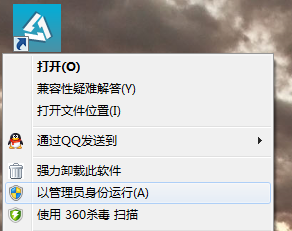 打开(O)
兼容性疑难解答(Y)
打开文件位置(I)
通过QQ发送到
强力卸载此软件
以管理员身份运行(A)
使用 360杀毒 扫描